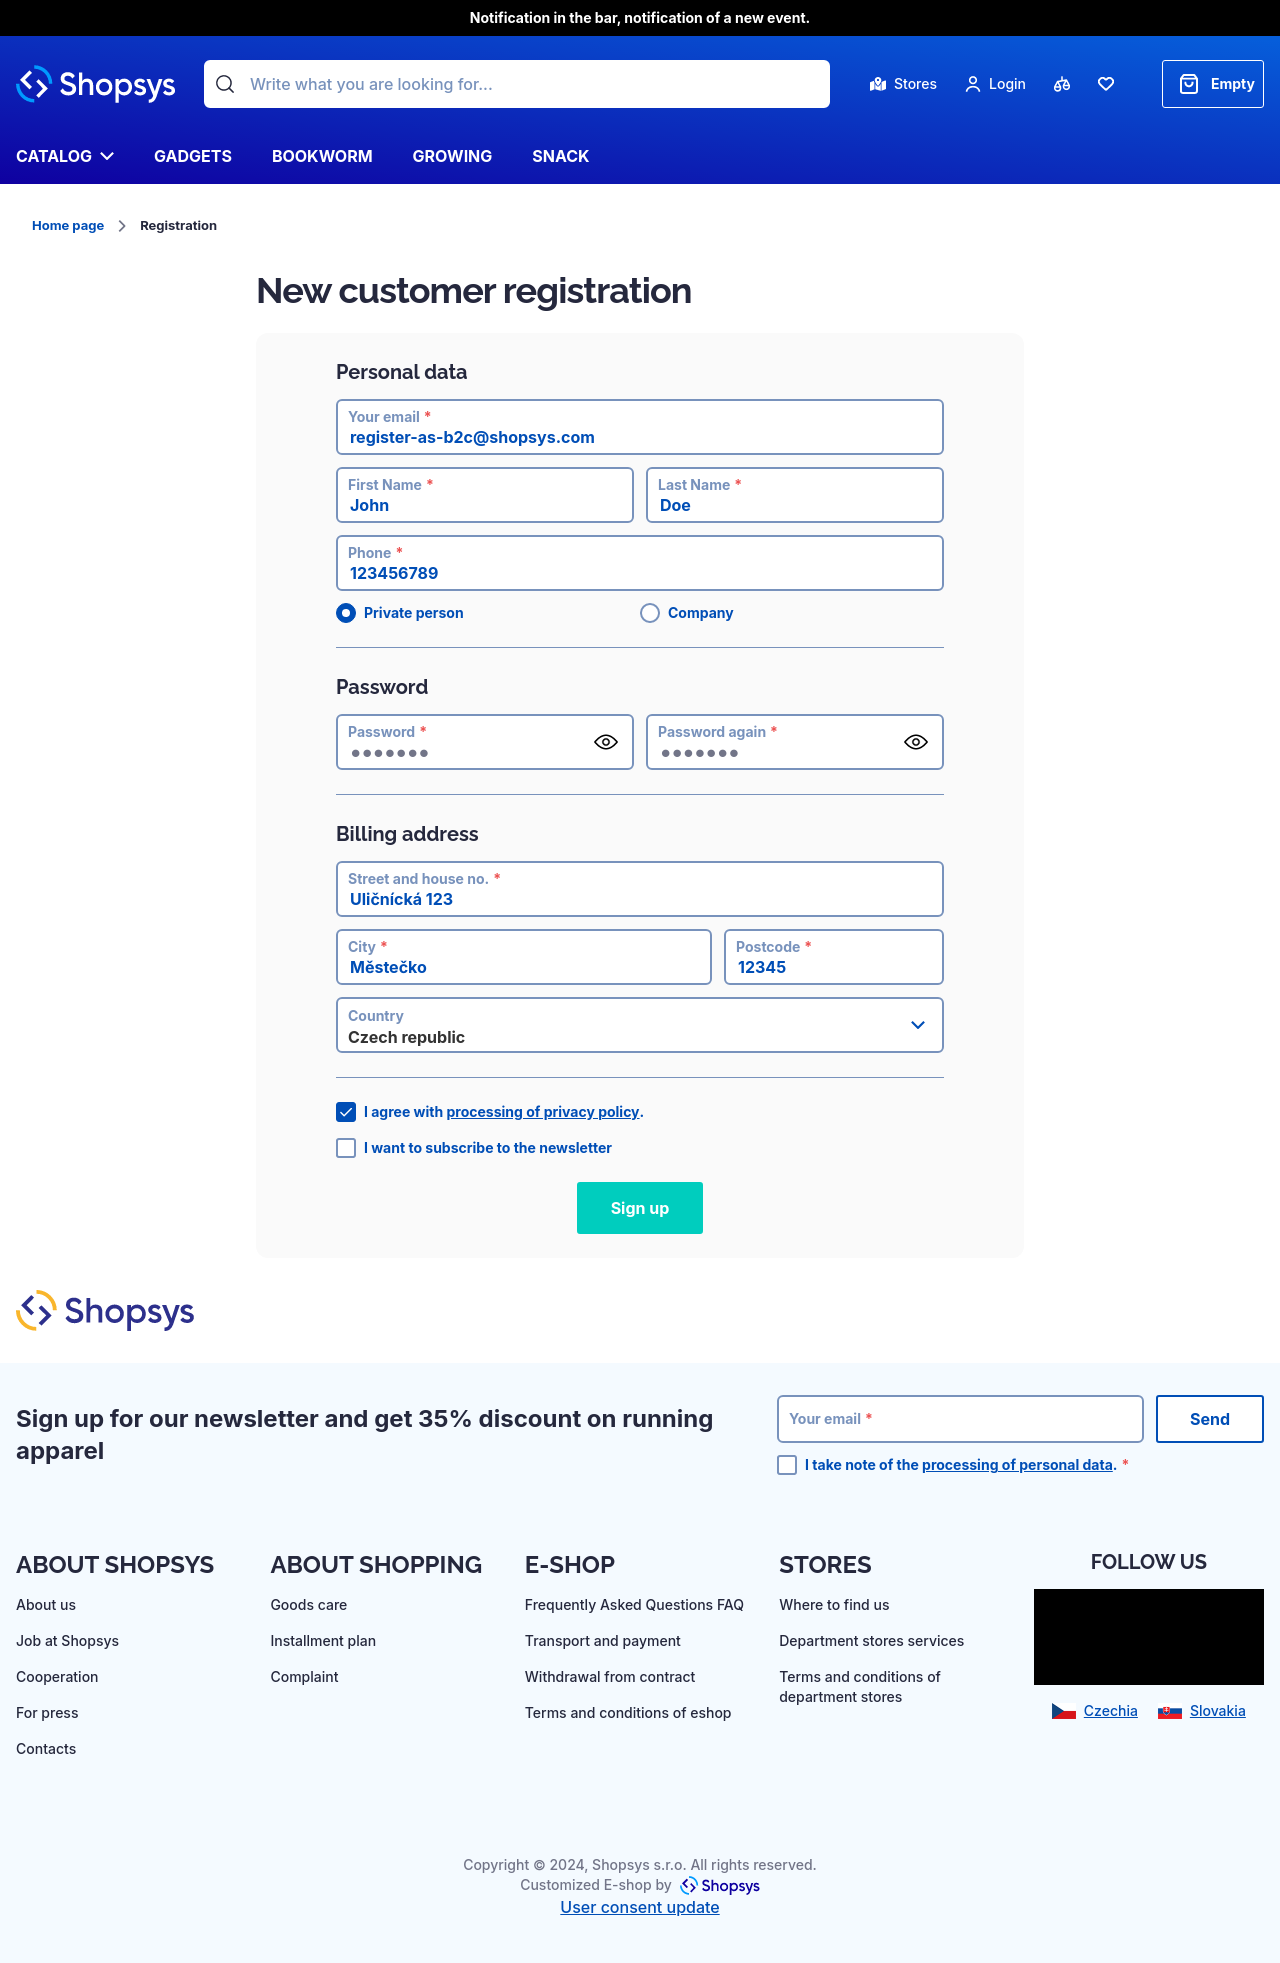 Notification in the bar, notification of a new event.
Shopsys
Write what you are looking for...
Stores
Login
Empty
CATALOG
GADGETS
BOOKWORM
GROWING
SNACK
Home page
Registration
New customer registration
Personal data
Your email *
register-as-b2c@shopsys.com
First Name *
John
Last Name *
Doe
Phone *
123456789
Private person
Company
Password
Password *
Password again *
Billing address
Street and house no. *
Uličnícká 123
City *
Městečko
Postcode *
12345
Country
Czech republic
I agree with processing of privacy policy.
I want to subscribe to the newsletter
Sign up
Shopsys
Sign up for our newsletter and get 35% discount on running
apparel
Your email *
Send
I take note of the processing of personal data. *
ABOUT SHOPSYS
About us
Job at Shopsys
Cooperation
For press
Contacts
ABOUT SHOPPING
Goods care
Installment plan
Complaint
E-SHOP
Frequently Asked Questions FAQ
Transport and payment
Withdrawal from contract
Terms and conditions of eshop
STORES
Where to find us
Department stores services
Terms and conditions of
department stores
FOLLOW US
Czechia
Slovakia
Copyright © 2024, Shopsys s.r.o. All rights reserved.
Customized E-shop by Shopsys
User consent update